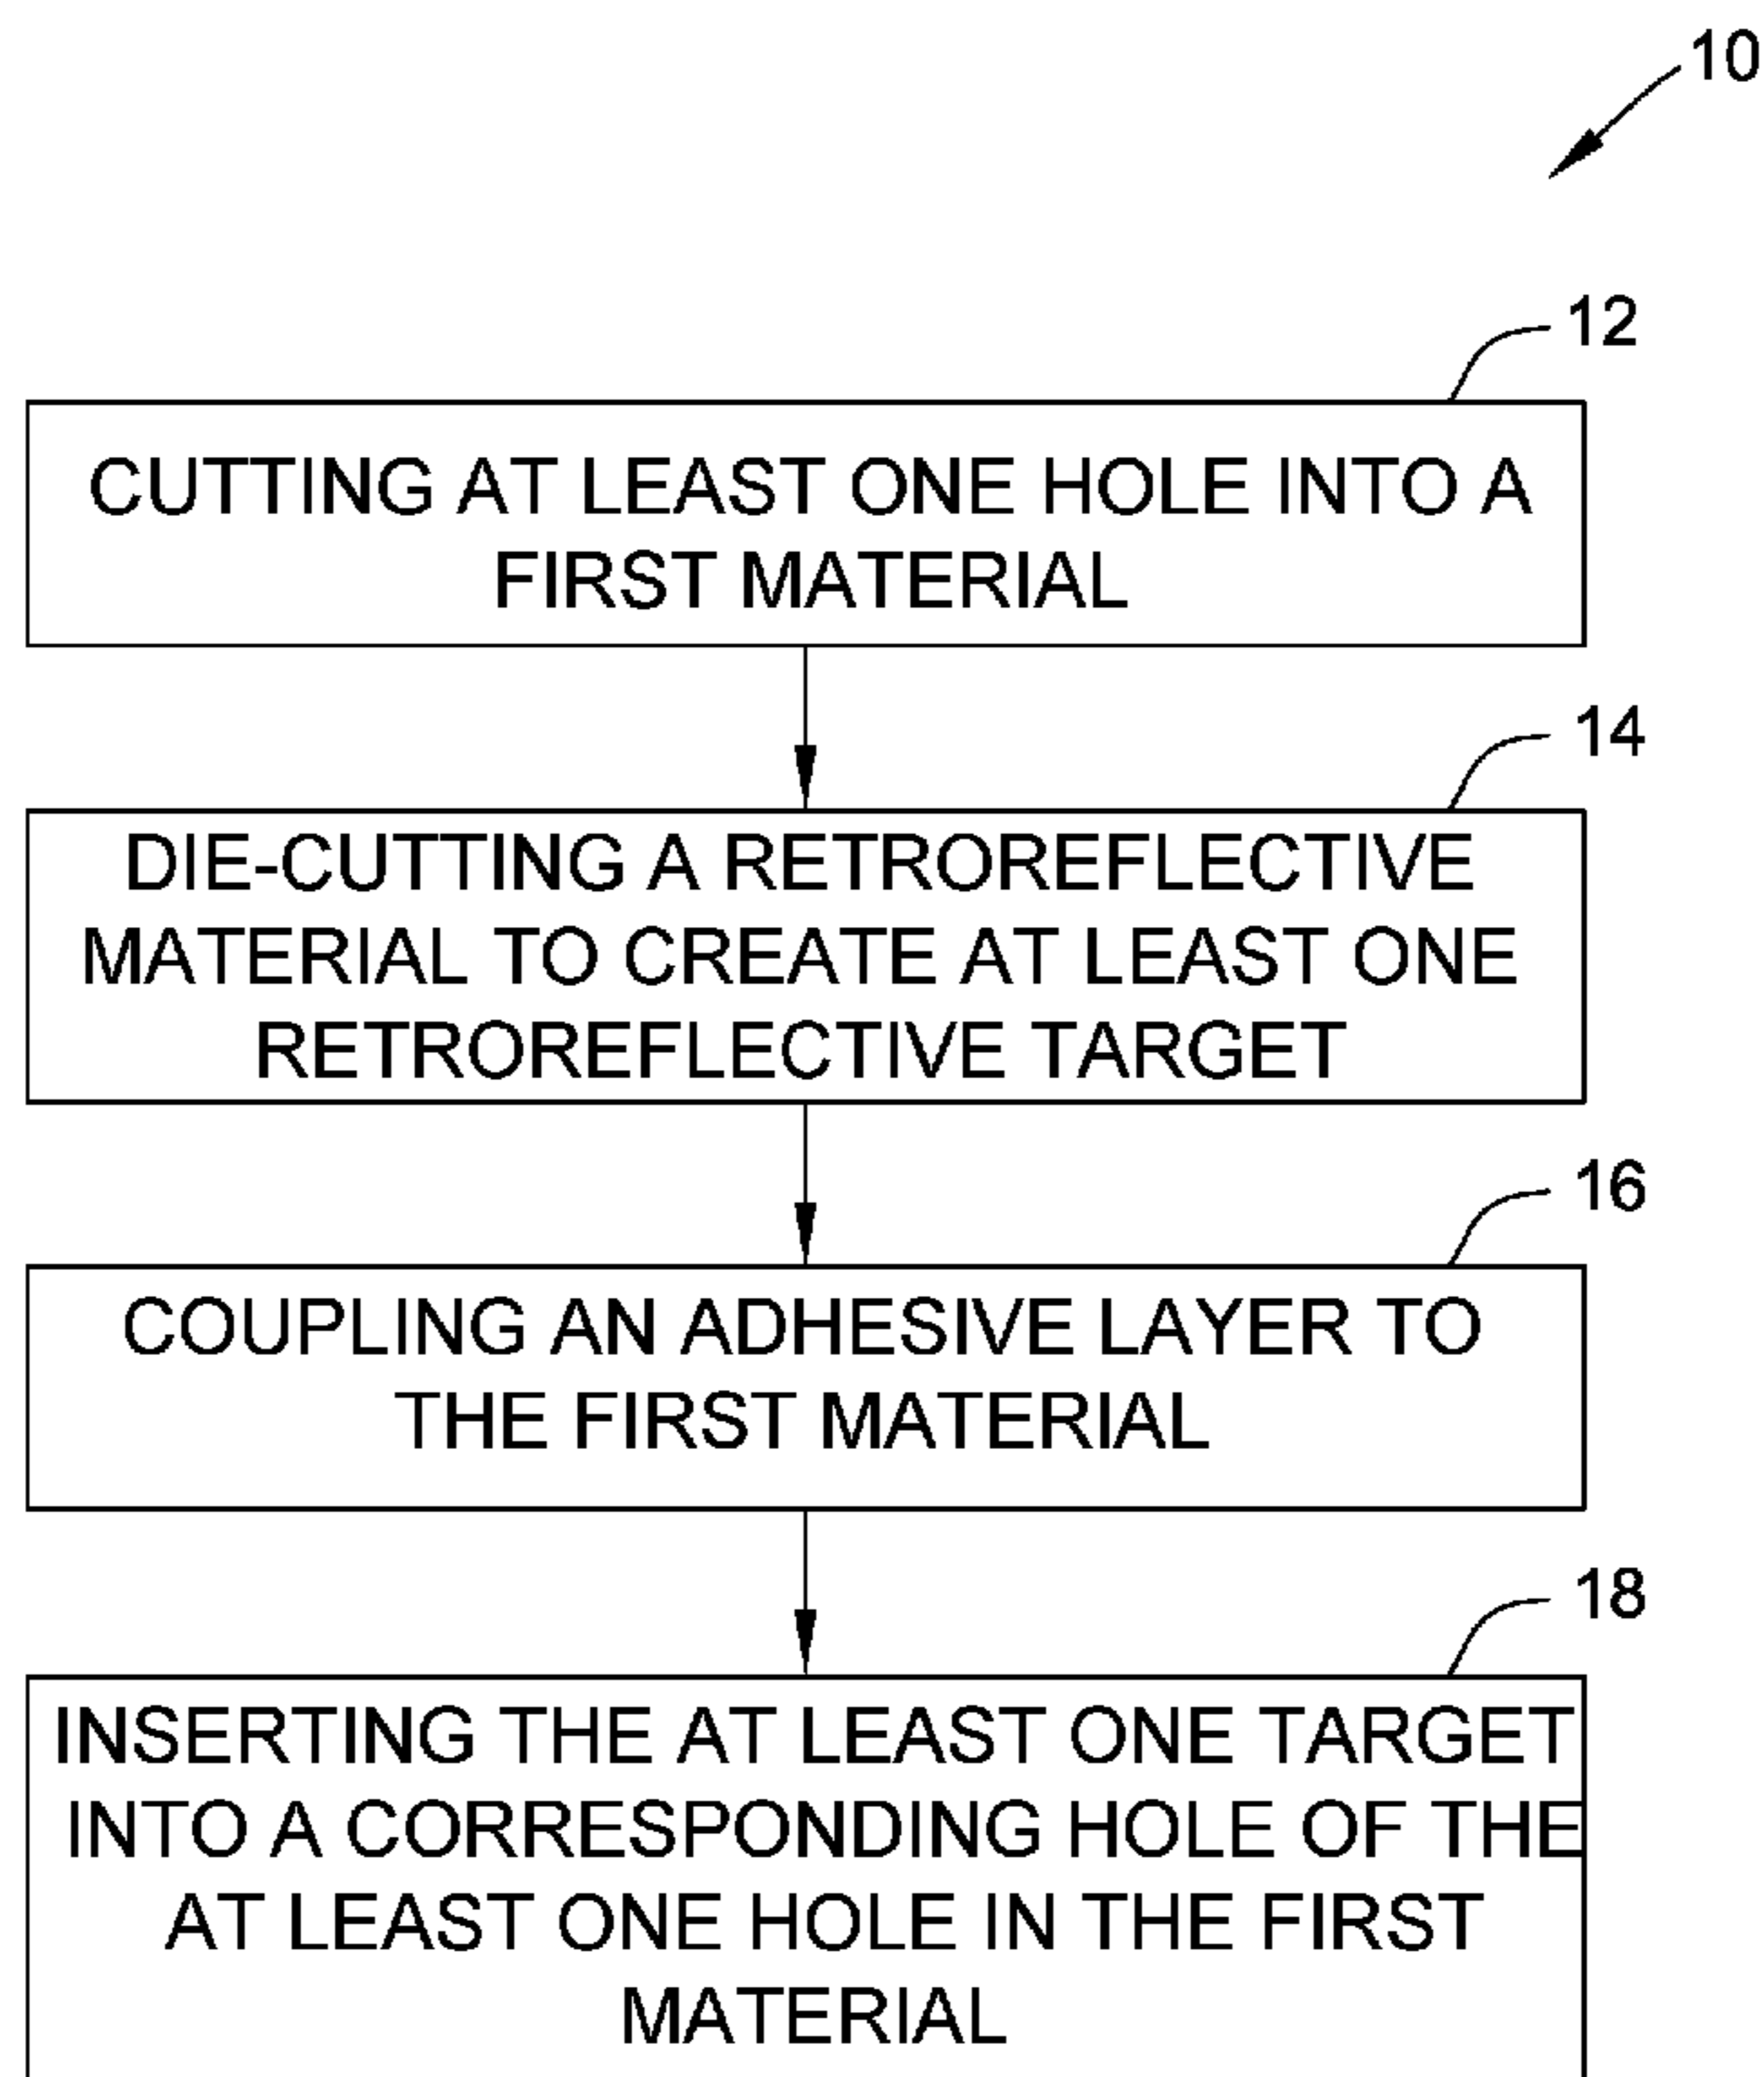 10
12
CUTTING AT LEAST ONE HOLE INTO A
FIRST MATERIAL
14
DIE-CUTTING A RETROREFLECTIVE
MATERIAL TO CREATE AT LEAST ONE
RETROREFLECTIVE TARGET
16
COUPLING AN ADHESIVE LAYER TO
THE FIRST MATERIAL
18
INSERTING THE AT LEAST ONE TARGET
INTO A CORRESPONDING HOLE OF THE
AT LEAST ONE HOLE IN THE FIRST
MATERIAL